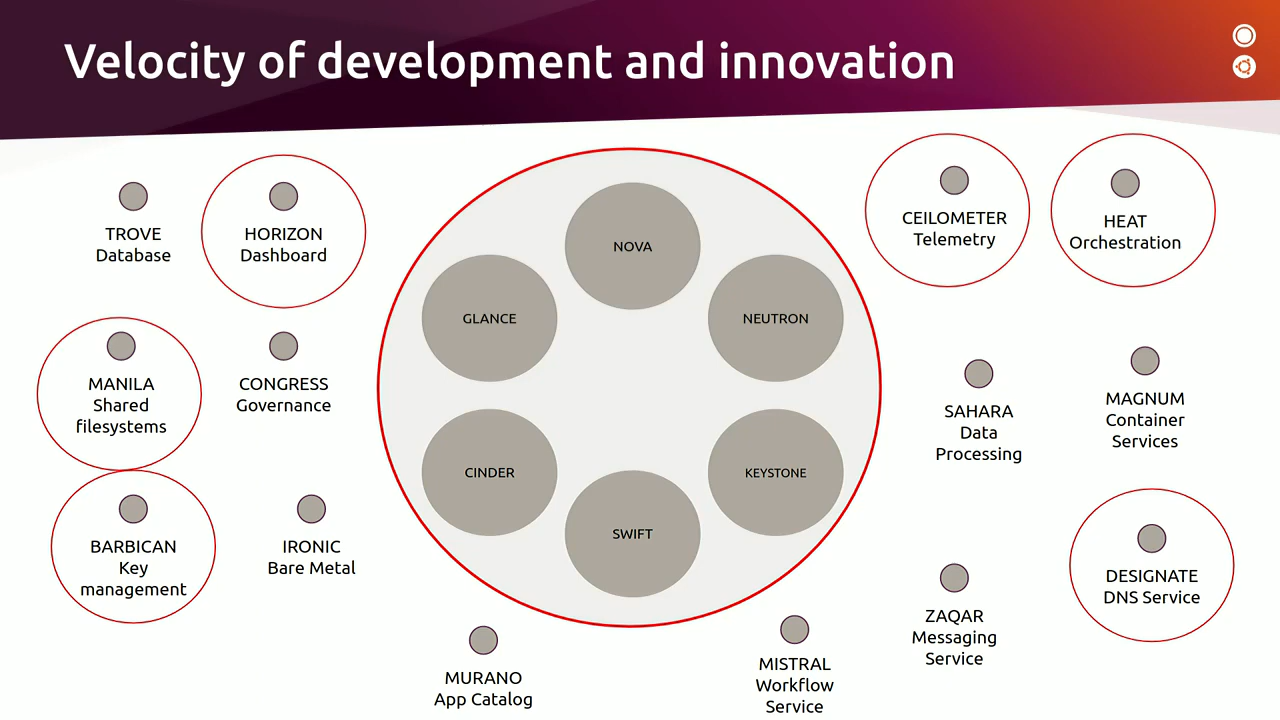 Velocity of development and innovation
TROVE
Database
HORIZON
Dashboard
NOVA
CEILOMETER
Telemetry
HEAT
Orchestration
GLANCE
NEUTRON
MANILA
Shared
filesystems
CONGRESS
Governance
SAHARA
Data
Processing
MAGNUM
Container
Services
CINDER
KEYSTONE
SWIFT
BARBICAN
Key
management
IRONIC
Bare Metal
DESIGNATE
DNS Service
ZAQAR
Messaging
Service
MURANO
App Catalog
MISTRAL
Workflow
Service